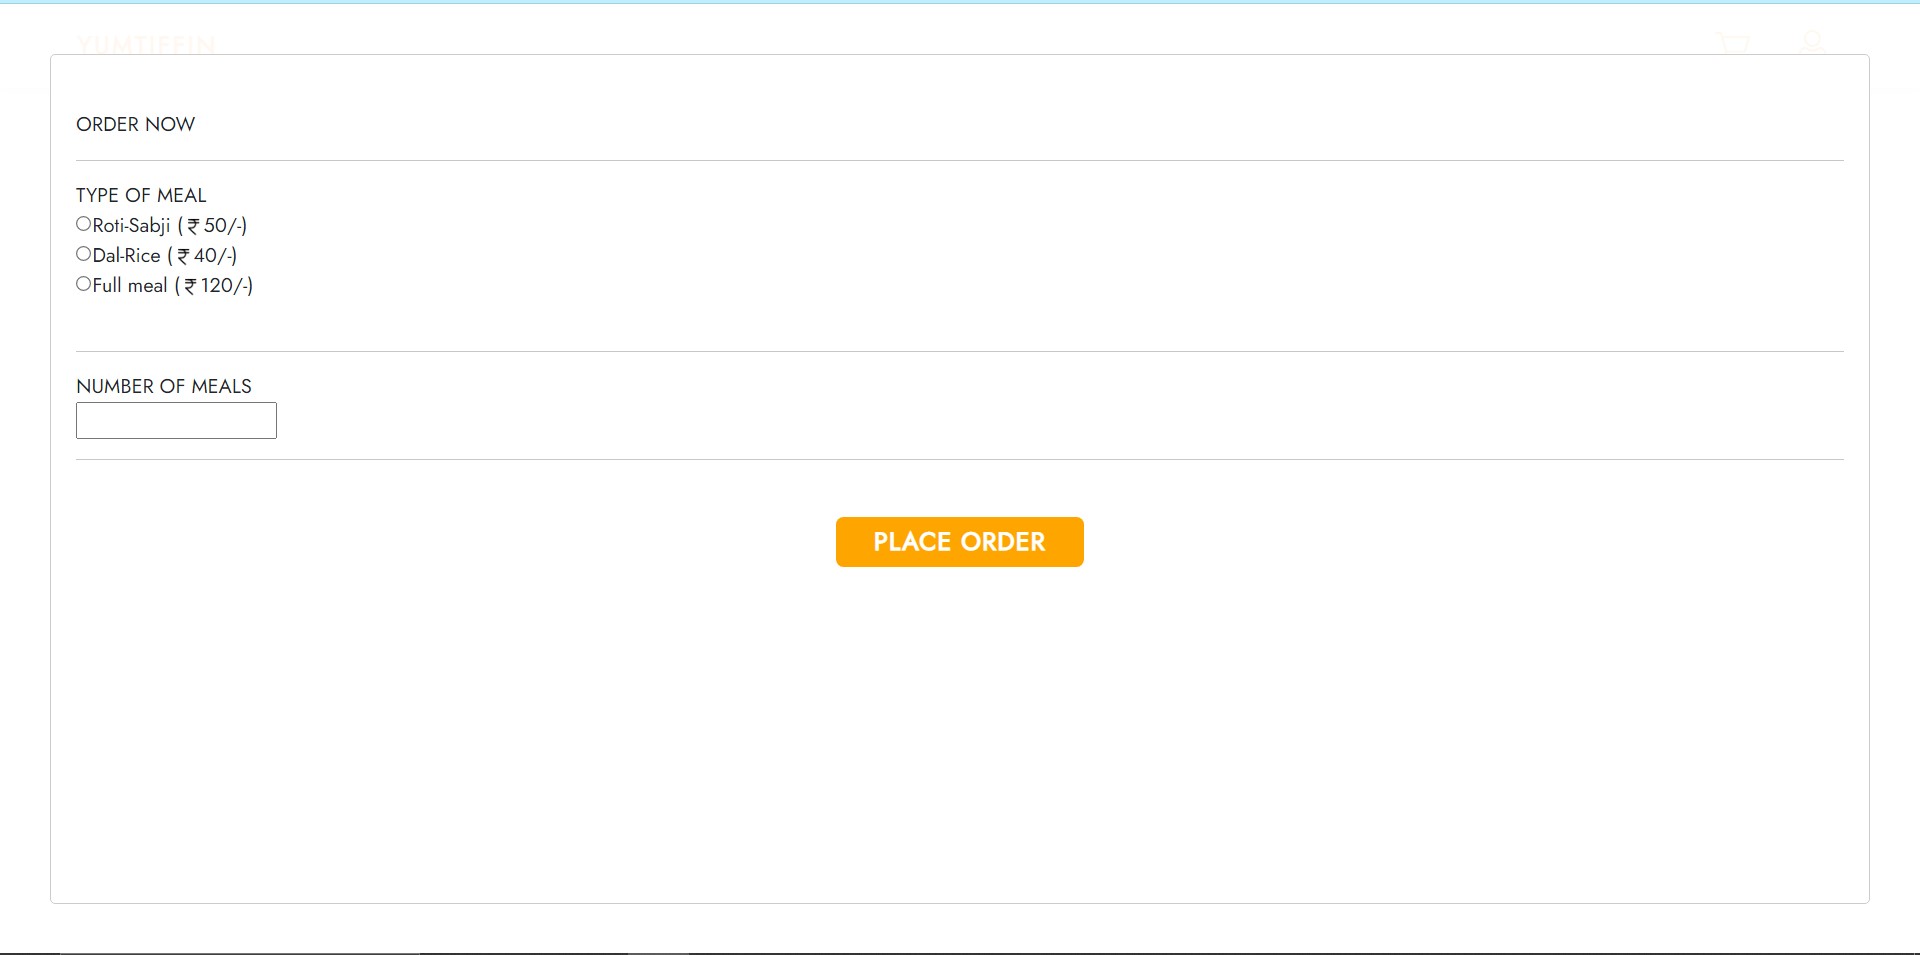 YUMTIFFIN
ORDER NOW
TYPE OF MEAL
Roti-Sabji (₹50/-)
Dal-Rice (₹40/-)
Full meal (₹120/-)
NUMBER OF MEALS
PLACE ORDER